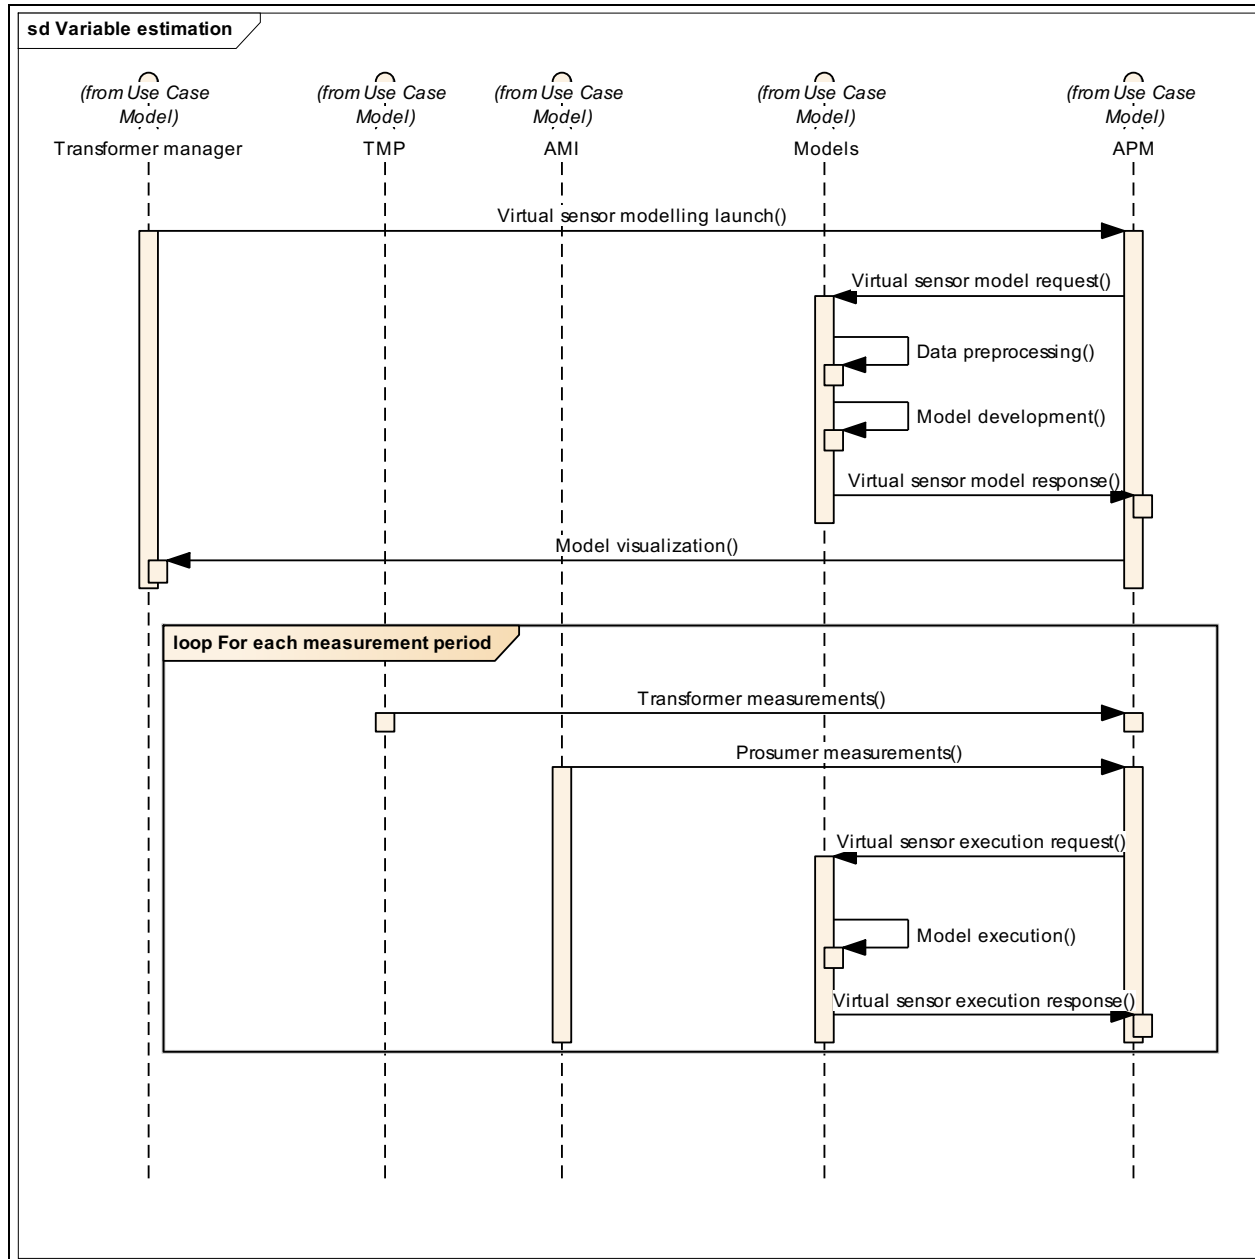 sd Variable estimation
(from Use Case
Model)
Transformer manager
(from Use Case
Model)
TMP
(from Use Case
Model)
AMI
(from Use Case
Model)
Models
(from Use Case
Model)
APM
Virtual sensor modelling launch()
Virtual sensor model request()
Data preprocessing()
Model development()
Virtual sensor model response()
Model visualization()
loop For each measurement period
Transformer measurements()
Prosumer measurements()
Virtual sensor execution request()
Model execution()
Virtual sensor execution response()